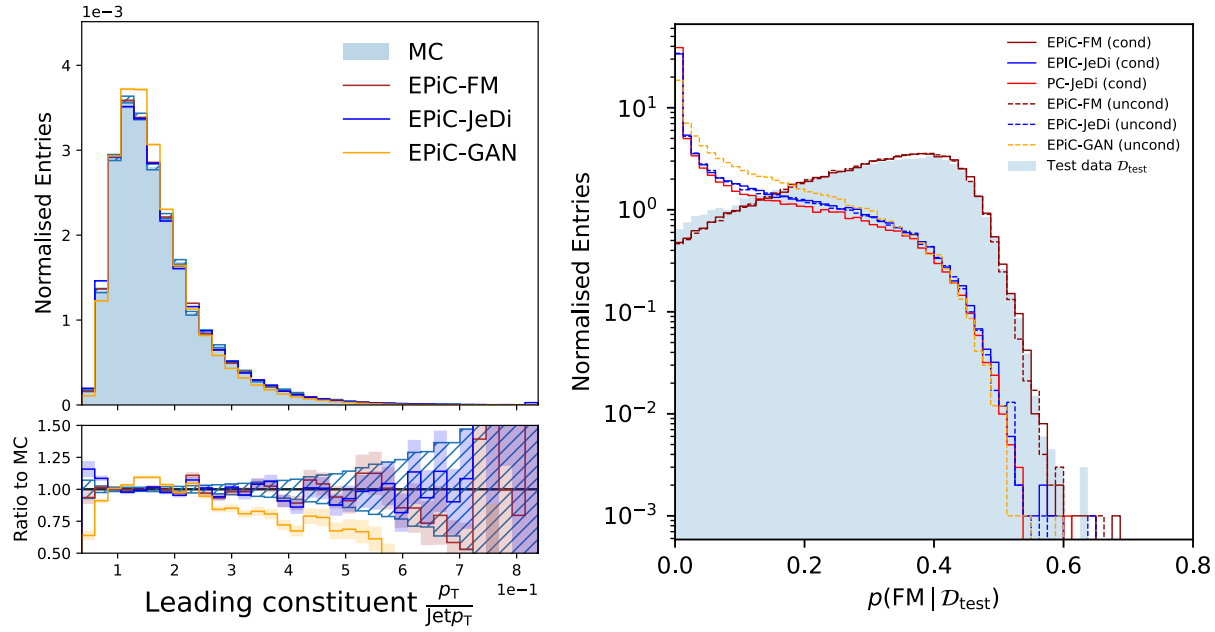 1e−3
4
3
2
1
0
Normalised Entries
MC
EPiC-FM
EPiC-JeDi
EPiC-GAN
1.50
1.25
1.00
0.75
0.50
Ratio to MC
1 2 3 4 5 6 7 8
1e−1
Leading constituent p_T / Jet p_T
10^1
10^0
10^−1
10^−2
10^−3
Normalised Entries
EPiC-FM (cond)
EPIC-JeDi (cond)
PC-JeDi (cond)
EPiC-FM (uncond)
EPiC-JeDi (uncond)
EPiC-GAN (uncond)
Test data 𝒟_test
0.0 0.2 0.4 0.6 0.8
p(FM | 𝒟_test)